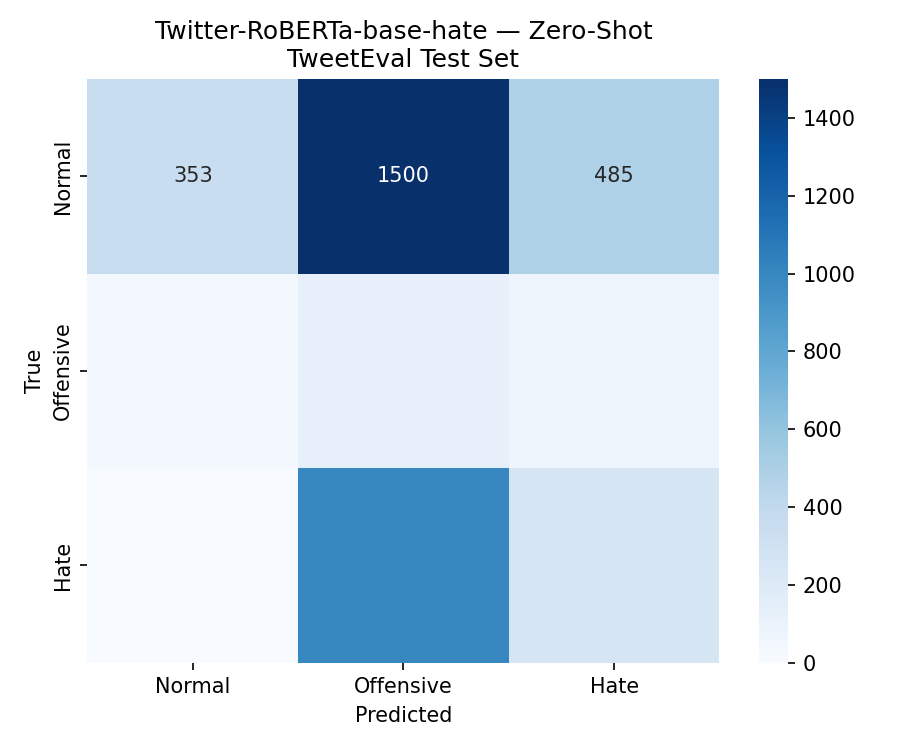 Twitter-RoBERTa-base-hate — Zero-Shot
TweetEval Test Set
Normal
353
1500
485
Offensive
Hate
True
Normal
Offensive
Hate
Predicted
1400
1200
1000
800
600
400
200
0